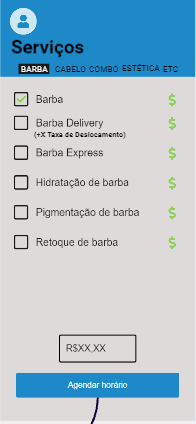 Serviços
BARBA CABELO COMBO ESTÉTICA ETC
Barba $
Barba Delivery $
(+X Taxa de Deslocamento)
Barba Express $
Hidratação de barba $
Pigmentação de barba $
Retoque de barba $
R$XX,XX
Agendar horário